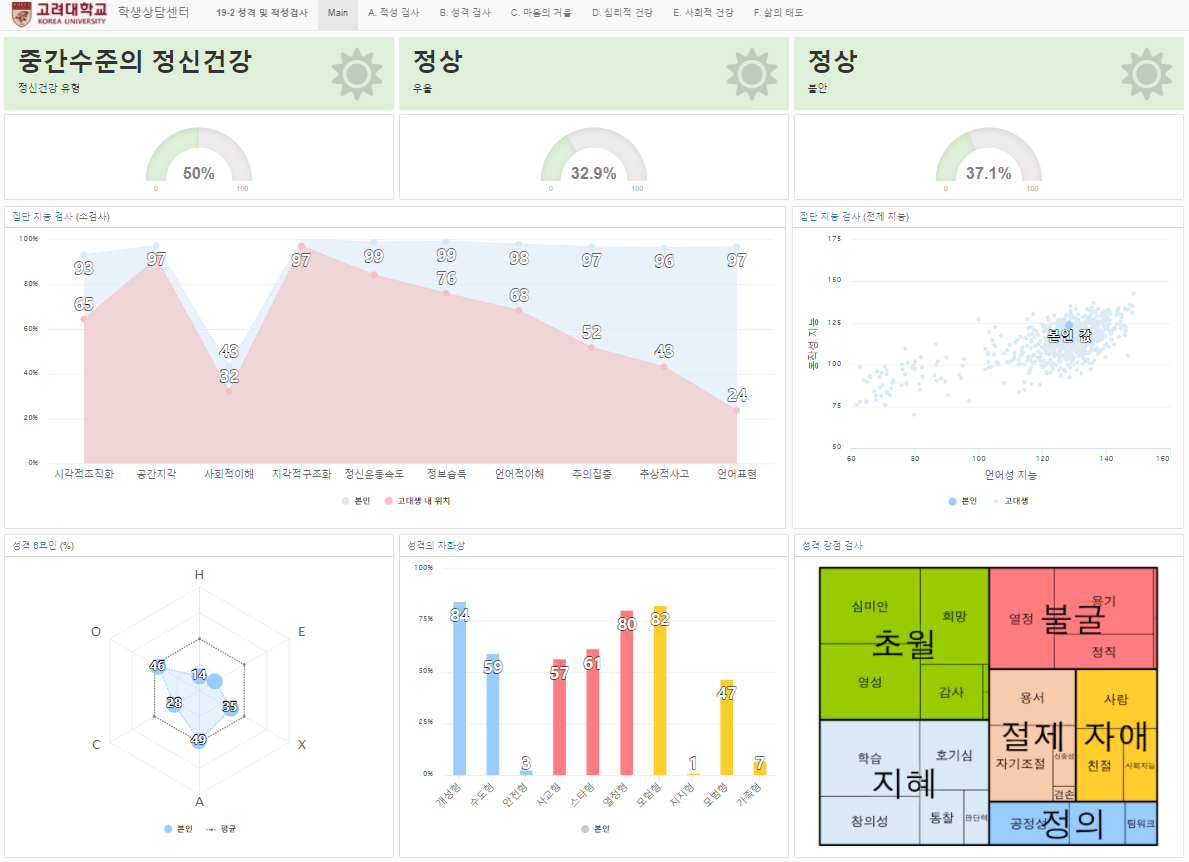 고려대학교 학생상담센터 19-2 성격 및 적성검사 Main A. 적성 검사 B. 성격 검사 C. 마음의 거울 D. 심리적 건강 E. 사회적 건강 F. 삶의 태도
KOREA UNIVERSITY
중간수준의 정신건강
정신건강 유형
정상
우울
정상
불안
50%
0 100
32.9%
0 100
37.1%
0 100
집단 지능 검사 (소검사)
100%
80%
60%
40%
20%
0%
93 97 43 99 99 98 97 96 97
65 32 97 76 68 52 43 24
시각적조직화 공간지각 사회적이해 지각적구조화 정신운동속도 정보습득 언어적이해 주의집중 추상적사고 언어표현
본인 고대생 내 위치
집단 지능 검사 (전체 지능)
175
150
125
100
75
50
동작성 지능
본인 값
60 80 100 120 140 160
언어성 지능
본인 고대생
성격 6요인 (%)
H
O E
46 14
28 35
49
C X
A
본인 평균
성격의 자화상
100%
75%
50%
25%
0%
84 59 3 57 61 80 82 1 47 7
개성형 수도형 안전형 사교형 스타형 열정형 모험형 지지형 모범형 가족형
본인
성격 강점 검사
심미안 희망
초월
영성 감사
열정 용기
불굴
정직
용서
절제
자기조절 신중성
겸손
사랑
자애
친절 사회지능
학습 호기심
지혜
창의성 통찰 판단력
공정성 정의 팀워크